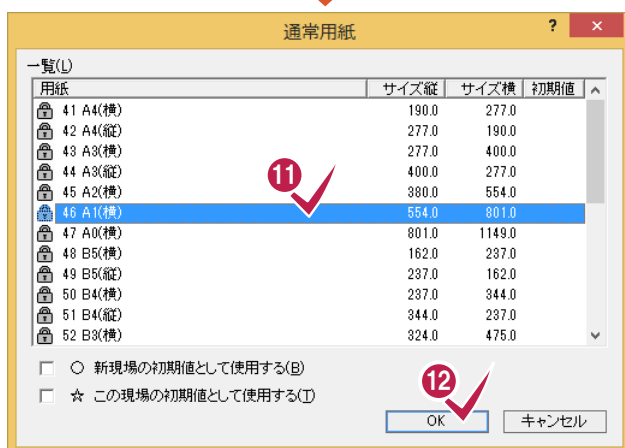 通常用紙 ? ×
一覧(L)
用紙 サイズ縦 サイズ横 初期値
41 A4(横) 190.0 277.0
42 A4(縦) 277.0 190.0
43 A3(横) 277.0 400.0
44 A3(縦) 400.0 277.0
45 A2(横) 380.0 554.0
46 A1(横) 554.0 801.0
47 A0(横) 801.0 1149.0
48 B5(横) 162.0 237.0
49 B5(縦) 237.0 162.0
50 B4(横) 237.0 344.0
51 B4(縦) 344.0 237.0
52 B3(横) 324.0 475.0
11
○ 新現場の初期値として使用する(B)
☆ この現場の初期値として使用する(T)
12
OK キャンセル